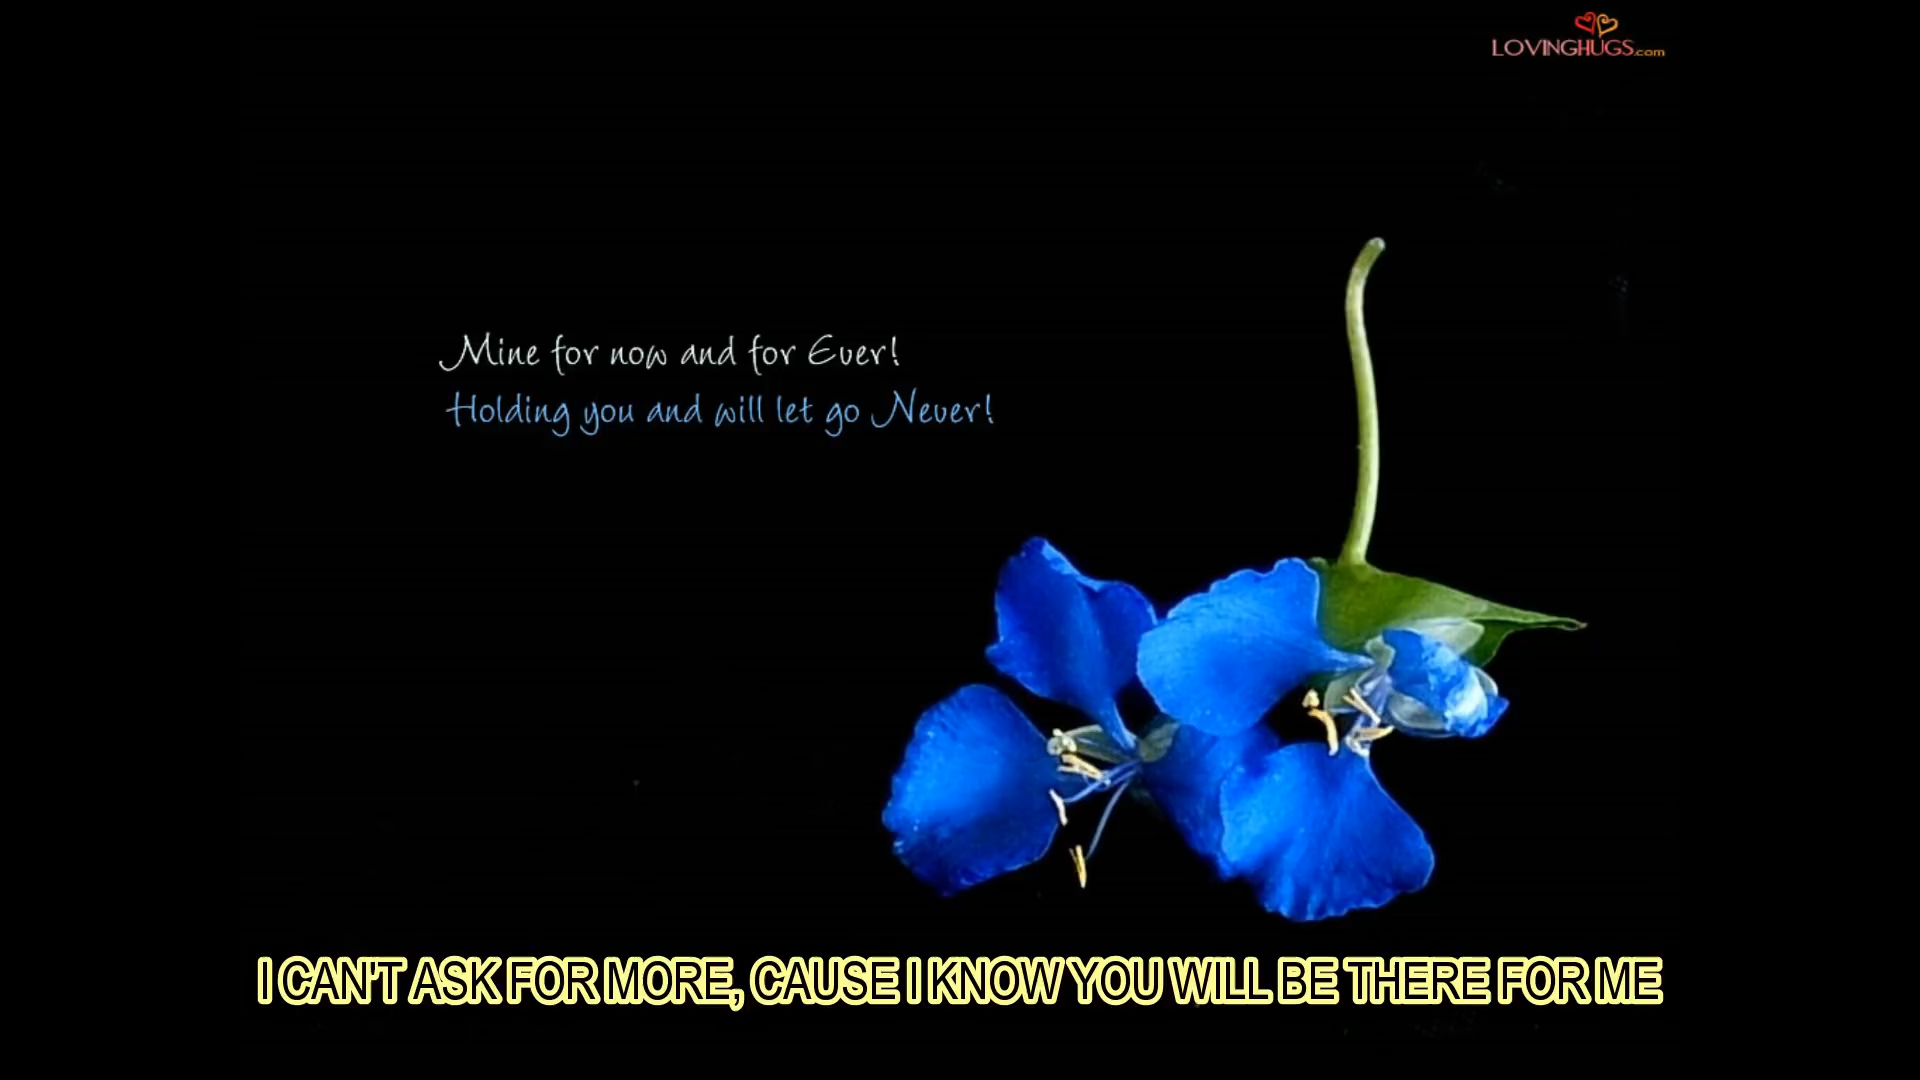 LOVINGHUGS.com
Mine for now and for Ever!
Holding you and will let go Never!
I CAN'T ASK FOR MORE, CAUSE I KNOW YOU WILL BE THERE FOR ME